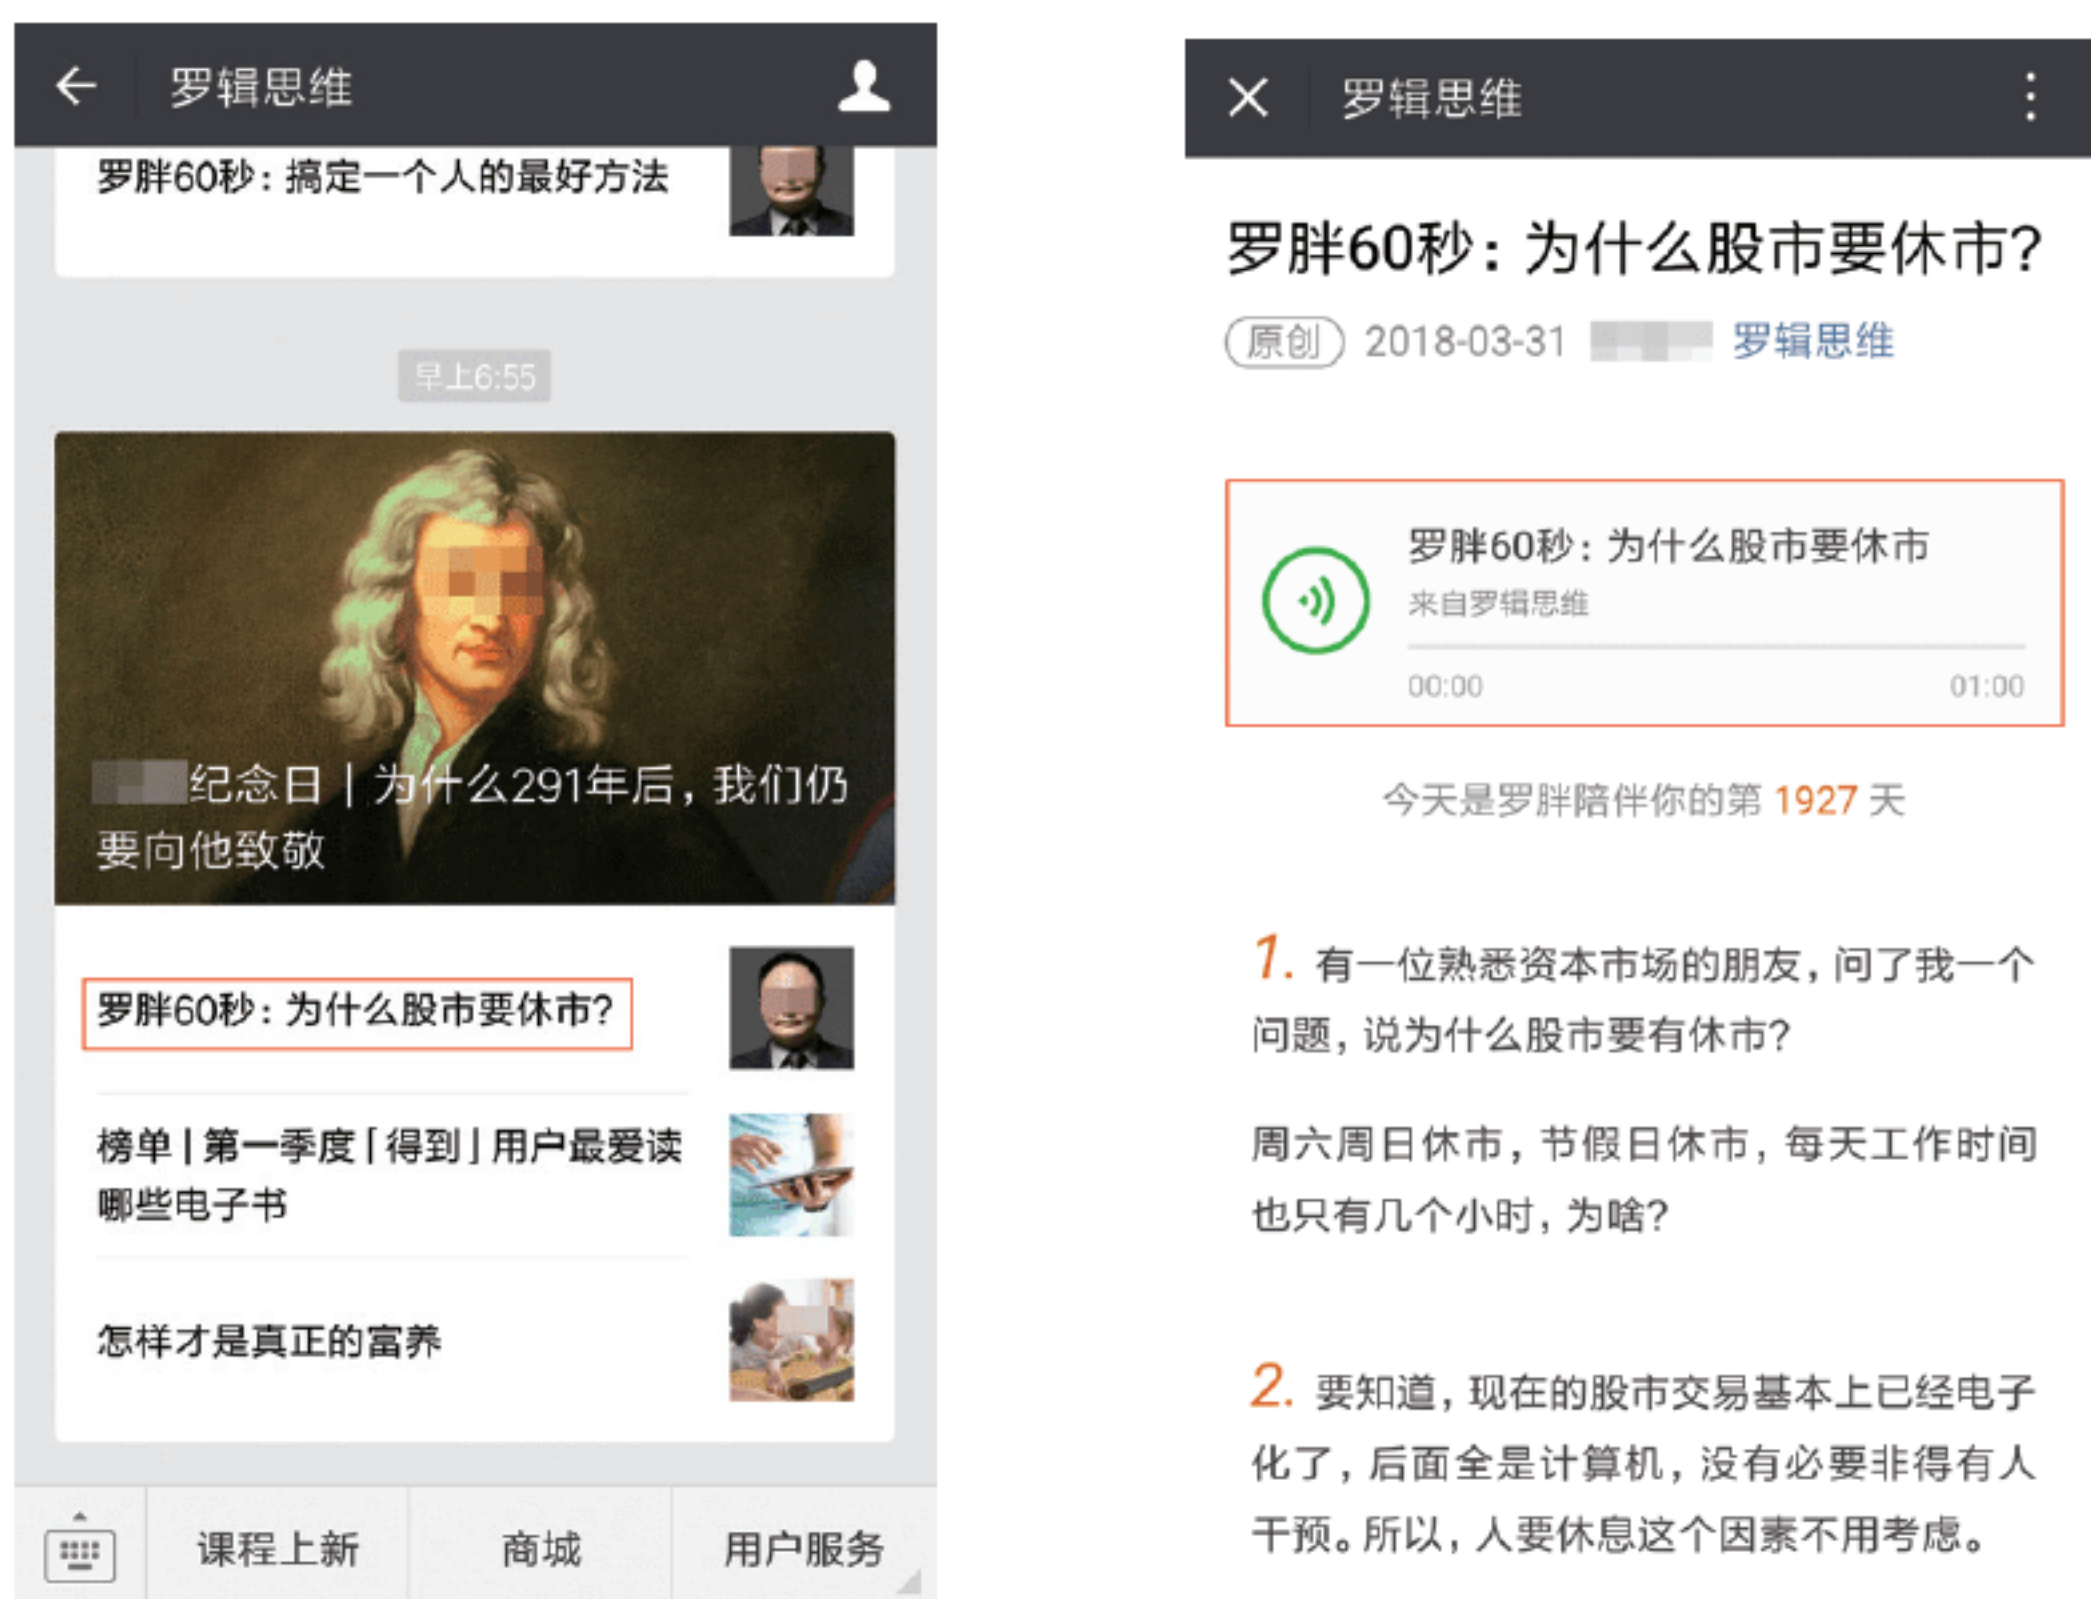 罗辑思维
罗胖60秒：搞定一个人的最好方法
早上6:55
纪念日｜为什么291年后，我们仍
要向他致敬
罗胖60秒：为什么股市要休市？
榜单｜第一季度「得到」用户最爱读
哪些电子书
怎样才是真正的富养
课程上新
商城
用户服务
罗辑思维
罗胖60秒：为什么股市要休市？
原创 2018-03-31 罗辑思维
罗胖60秒：为什么股市要休市
来自罗辑思维
00:00 01:00
今天是罗胖陪伴你的第 1927 天
1. 有一位熟悉资本市场的朋友，问了我一个
问题，说为什么股市要有休市？
周六周日休市，节假日休市，每天工作时间
也只有几个小时，为啥？
2. 要知道，现在的股市交易基本上已经电子
化了，后面全是计算机，没有必要非得有人
干预。所以，人要休息这个因素不用考虑。